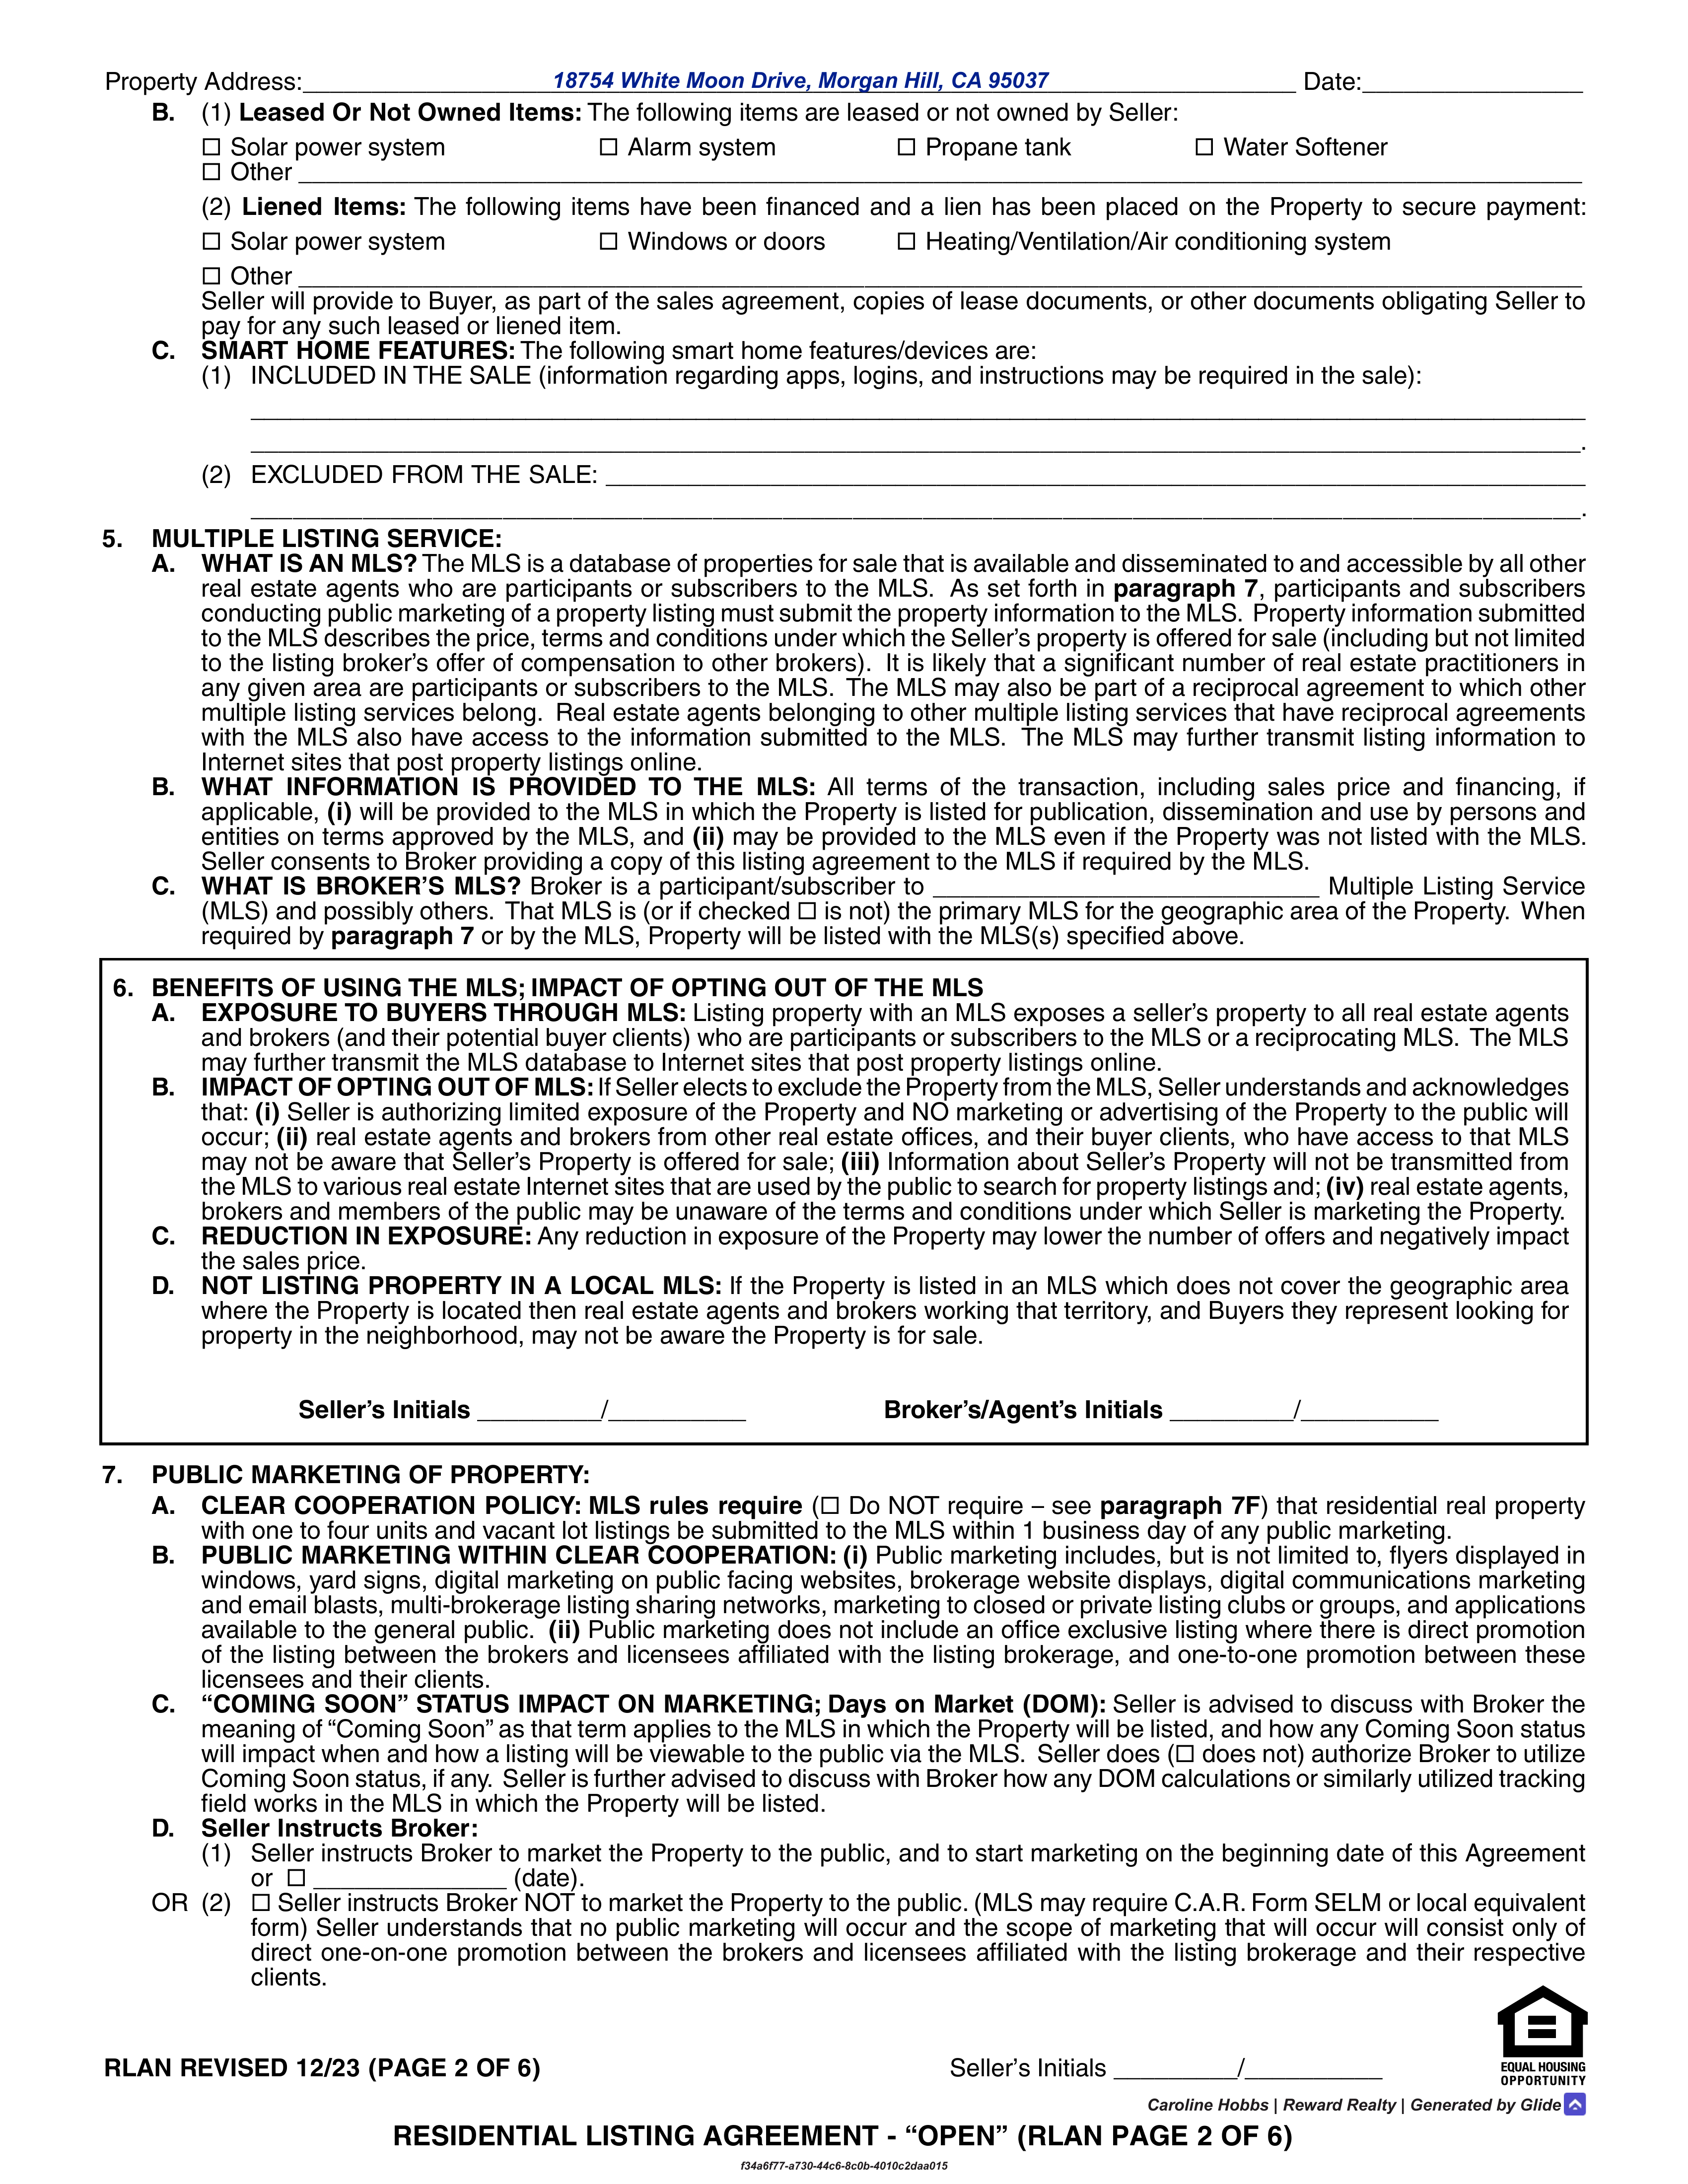 Property Address: 18754 White Moon Drive, Morgan Hill, CA 95037 Date:
B. (1) Leased Or Not Owned Items: The following items are leased or not owned by Seller:
☐ Solar power system ☐ Alarm system ☐ Propane tank ☐ Water Softener
☐ Other
(2) Liened Items: The following items have been financed and a lien has been placed on the Property to secure payment:
☐ Solar power system ☐ Windows or doors ☐ Heating/Ventilation/Air conditioning system
☐ Other
Seller will provide to Buyer, as part of the sales agreement, copies of lease documents, or other documents obligating Seller to
pay for any such leased or liened item.
C. SMART HOME FEATURES: The following smart home features/devices are:
(1) INCLUDED IN THE SALE (information regarding apps, logins, and instructions may be required in the sale):
.
(2) EXCLUDED FROM THE SALE:
.
5. MULTIPLE LISTING SERVICE:
A. WHAT IS AN MLS? The MLS is a database of properties for sale that is available and disseminated to and accessible by all other
real estate agents who are participants or subscribers to the MLS. As set forth in paragraph 7, participants and subscribers
conducting public marketing of a property listing must submit the property information to the MLS. Property information submitted
to the MLS describes the price, terms and conditions under which the Seller's property is offered for sale (including but not limited
to the listing broker's offer of compensation to other brokers). It is likely that a significant number of real estate practitioners in
any given area are participants or subscribers to the MLS. The MLS may also be part of a reciprocal agreement to which other
multiple listing services belong. Real estate agents belonging to other multiple listing services that have reciprocal agreements
with the MLS also have access to the information submitted to the MLS. The MLS may further transmit listing information to
Internet sites that post property listings online.
B. WHAT INFORMATION IS PROVIDED TO THE MLS: All terms of the transaction, including sales price and financing, if
applicable, (i) will be provided to the MLS in which the Property is listed for publication, dissemination and use by persons and
entities on terms approved by the MLS, and (ii) may be provided to the MLS even if the Property was not listed with the MLS.
Seller consents to Broker providing a copy of this listing agreement to the MLS if required by the MLS.
C. WHAT IS BROKER'S MLS? Broker is a participant/subscriber to ____ Multiple Listing Service
(MLS) and possibly others. That MLS is (or if checked ☐ is not) the primary MLS for the geographic area of the Property. When
required by paragraph 7 or by the MLS, Property will be listed with the MLS(s) specified above.
6. BENEFITS OF USING THE MLS; IMPACT OF OPTING OUT OF THE MLS
A. EXPOSURE TO BUYERS THROUGH MLS: Listing property with an MLS exposes a seller's property to all real estate agents
and brokers (and their potential buyer clients) who are participants or subscribers to the MLS or a reciprocating MLS. The MLS
may further transmit the MLS database to Internet sites that post property listings online.
B. IMPACT OF OPTING OUT OF MLS: If Seller elects to exclude the Property from the MLS, Seller understands and acknowledges
that: (i) Seller is authorizing limited exposure of the Property and NO marketing or advertising of the Property to the public will
occur; (ii) real estate agents and brokers from other real estate offices, and their buyer clients, who have access to that MLS
may not be aware that Seller's Property is offered for sale; (iii) Information about Seller's Property will not be transmitted from
the MLS to various real estate Internet sites that are used by the public to search for property listings and; (iv) real estate agents,
brokers and members of the public may be unaware of the terms and conditions under which Seller is marketing the Property.
C. REDUCTION IN EXPOSURE: Any reduction in exposure of the Property may lower the number of offers and negatively impact
the sales price.
D. NOT LISTING PROPERTY IN A LOCAL MLS: If the Property is listed in an MLS which does not cover the geographic area
where the Property is located then real estate agents and brokers working that territory, and Buyers they represent looking for
property in the neighborhood, may not be aware the Property is for sale.
Seller's Initials ____/____ Broker's/Agent's Initials ____/____
7. PUBLIC MARKETING OF PROPERTY:
A. CLEAR COOPERATION POLICY: MLS rules require (☐ Do NOT require – see paragraph 7F) that residential real property
with one to four units and vacant lot listings be submitted to the MLS within 1 business day of any public marketing.
B. PUBLIC MARKETING WITHIN CLEAR COOPERATION: (i) Public marketing includes, but is not limited to, flyers displayed in
windows, yard signs, digital marketing on public facing websites, brokerage website displays, digital communications marketing
and email blasts, multi-brokerage listing sharing networks, marketing to closed or private listing clubs or groups, and applications
available to the general public. (ii) Public marketing does not include an office exclusive listing where there is direct promotion
of the listing between the brokers and licensees affiliated with the listing brokerage, and one-to-one promotion between these
licensees and their clients.
C. "COMING SOON" STATUS IMPACT ON MARKETING; Days on Market (DOM): Seller is advised to discuss with Broker the
meaning of "Coming Soon" as that term applies to the MLS in which the Property will be listed, and how any Coming Soon status
will impact when and how a listing will be viewable to the public via the MLS. Seller does (☐ does not) authorize Broker to utilize
Coming Soon status, if any. Seller is further advised to discuss with Broker how any DOM calculations or similarly utilized tracking
field works in the MLS in which the Property will be listed.
D. Seller Instructs Broker:
(1) Seller instructs Broker to market the Property to the public, and to start marketing on the beginning date of this Agreement
or ☐ ____ (date).
OR (2) ☐ Seller instructs Broker NOT to market the Property to the public. (MLS may require C.A.R. Form SELM or local equivalent
form) Seller understands that no public marketing will occur and the scope of marketing that will occur will consist only of
direct one-on-one promotion between the brokers and licensees affiliated with the listing brokerage and their respective
clients.
RLAN REVISED 12/23 (PAGE 2 OF 6) Seller's Initials ____/____
EQUAL HOUSING
OPPORTUNITY
Caroline Hobbs | Reward Realty | Generated by Glide
RESIDENTIAL LISTING AGREEMENT - "OPEN" (RLAN PAGE 2 OF 6)
f34a6f77-a730-44c6-8c0b-4010c2daa015